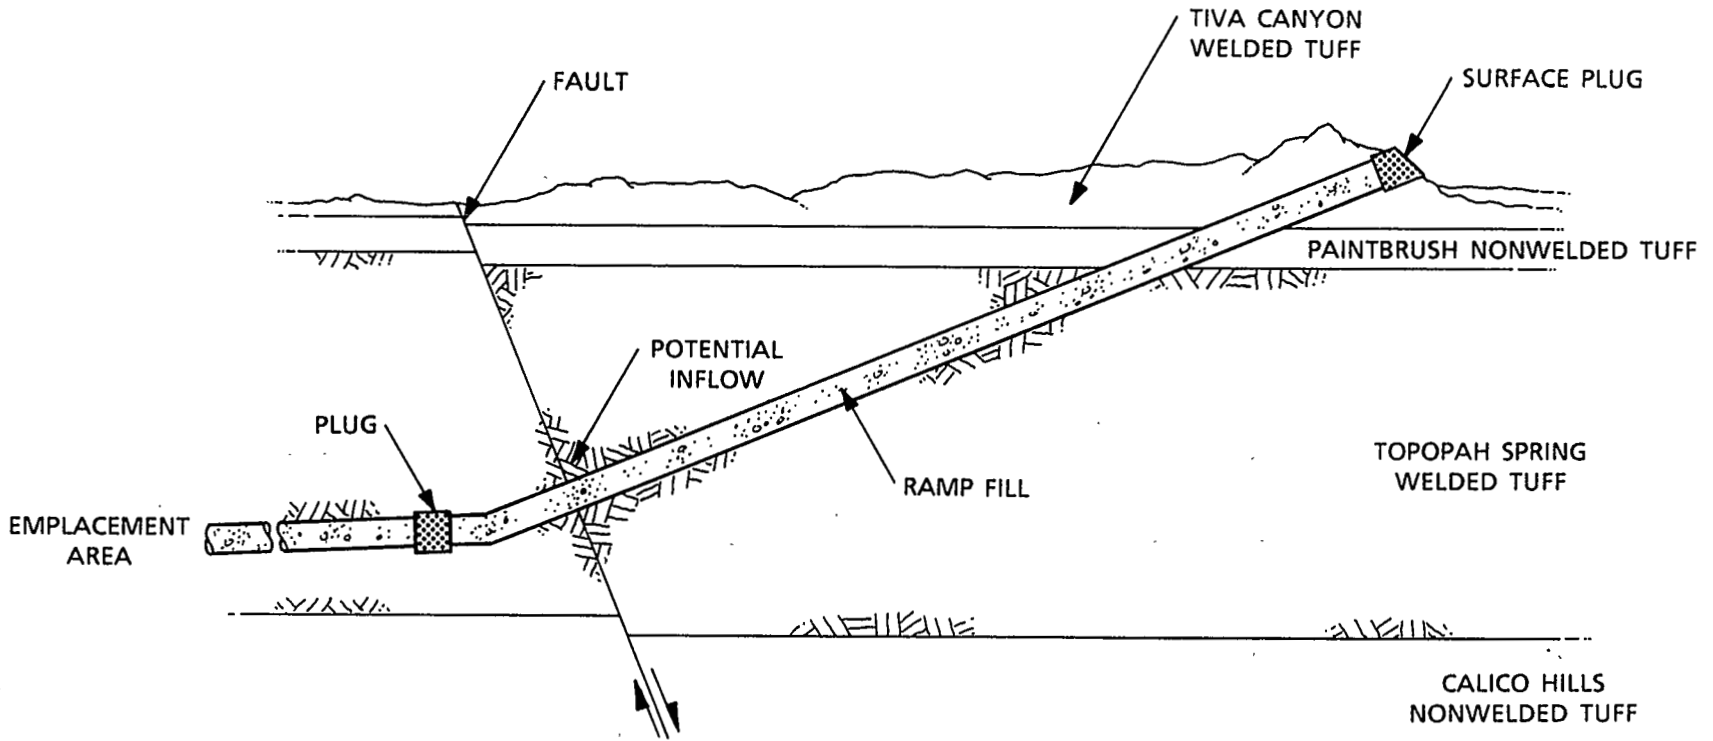 TIVA CANYON
WELDED TUFF
FAULT
SURFACE PLUG
PAINTBRUSH NONWELDED TUFF
POTENTIAL
INFLOW
PLUG
RAMP FILL
TOPOPAH SPRING
WELDED TUFF
EMPLACEMENT
AREA
CALICO HILLS
NONWELDED TUFF